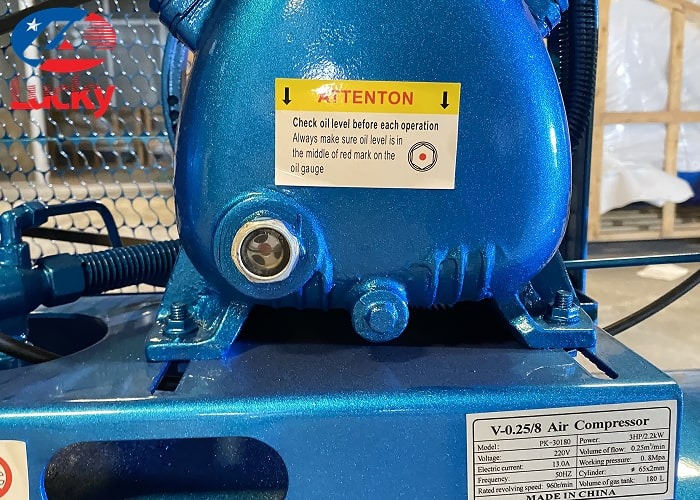 Lucky
ATTENTON
Check oil level before each operation
Always make sure oil level is in
the middle of red mark on the
oil gauge
V-0.25/8 Air Compressor
Model: PK-30180 Power: 3HP/2.2kW
Voltage: 220V Volume of flow: 0.25m³/min
Electric current: 13.0A Working pressure: 0.8Mpa
Frequency: 50HZ Cylinder: φ 65x2mm
Rated revolving speed: 960r/min Volume of gas tank: 180 L
MADE IN CHINA